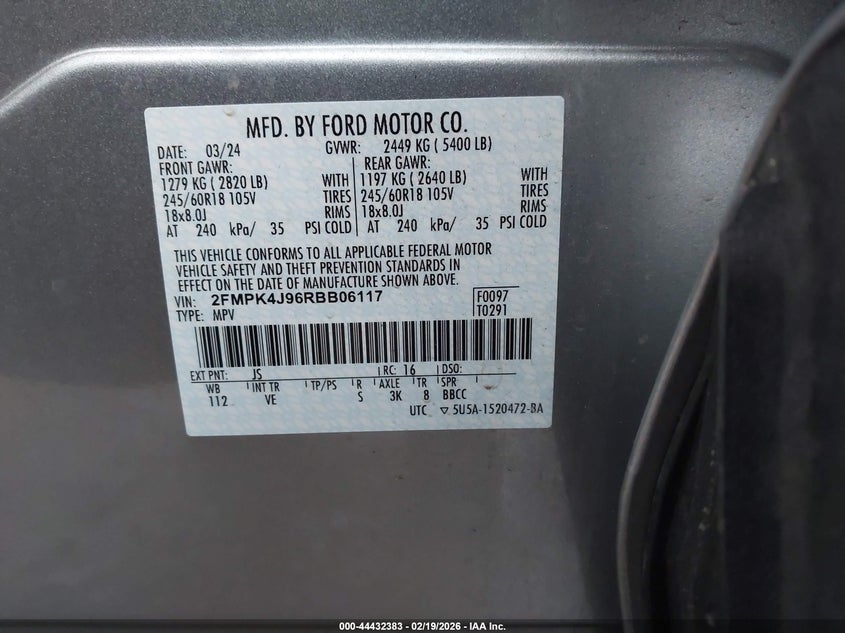 MFD. BY FORD MOTOR CO.
DATE: 03/24 GVWR: 2449 KG ( 5400 LB)
FRONT GAWR: REAR GAWR:
1279 KG ( 2820 LB) WITH 1197 KG ( 2640 LB) WITH
245/60R18 105V TIRES 245/60R18 105V TIRES
18x8.0J RIMS 18x8.0J RIMS
AT 240 kPa/ 35 PSI COLD AT 240 kPa/ 35 PSI COLD
THIS VEHICLE CONFORMS TO ALL APPLICABLE FEDERAL MOTOR
VEHICLE SAFETY AND THEFT PREVENTION STANDARDS IN
EFFECT ON THE DATE OF MANUFACTURE SHOWN ABOVE.
VIN: 2FMPK4J96RBB06117 F0097
TYPE: MPV T0291
EXT PNT: JS RC: 16 DSO:
WB INT TR TP/PS R AXLE TR SPR
112 VE S 3K 8 BBCC
UTC ▽ 5U5A-1520472-BA
000-44432383 - 02/19/2026 - IAA Inc.